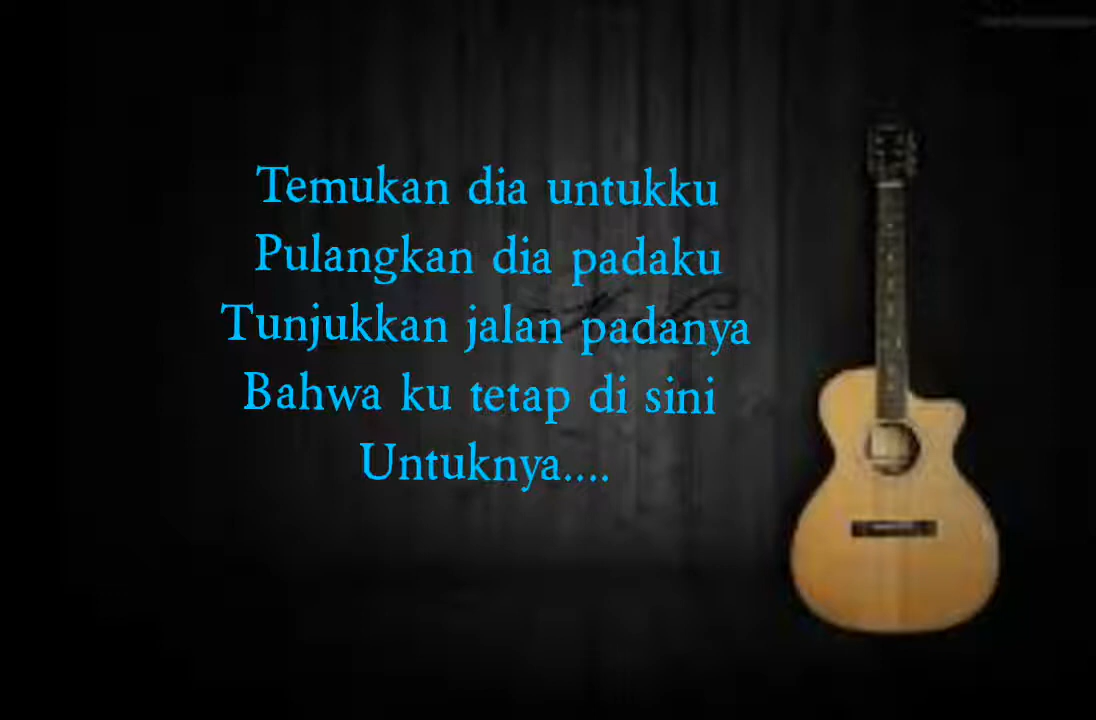 Temukan dia untukku
Pulangkan dia padaku
Tunjukkan jalan padanya
Bahwa ku tetap di sini
Untuknya....